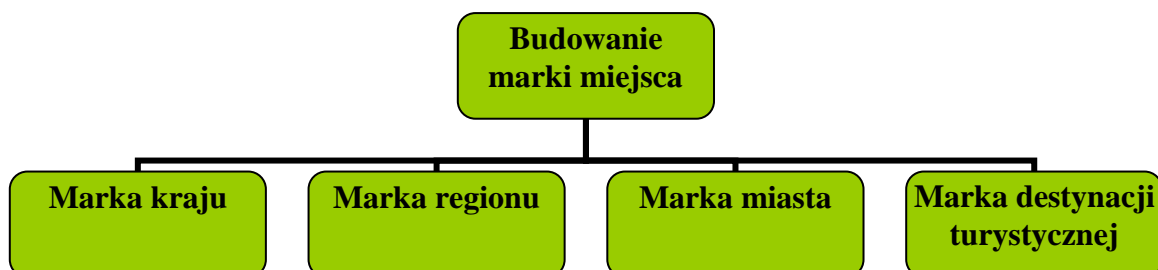 Budowanie
marki miejsca
Marka kraju
Marka regionu
Marka miasta
Marka destynacji
turystycznej